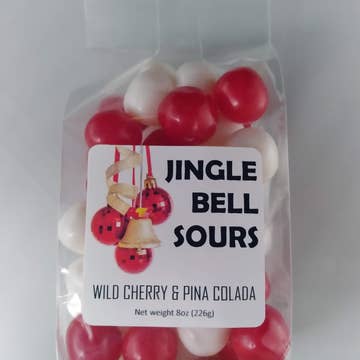 JINGLE
BELL
SOURS
WILD CHERRY & PINA COLADA
Net weight 8oz (226g)